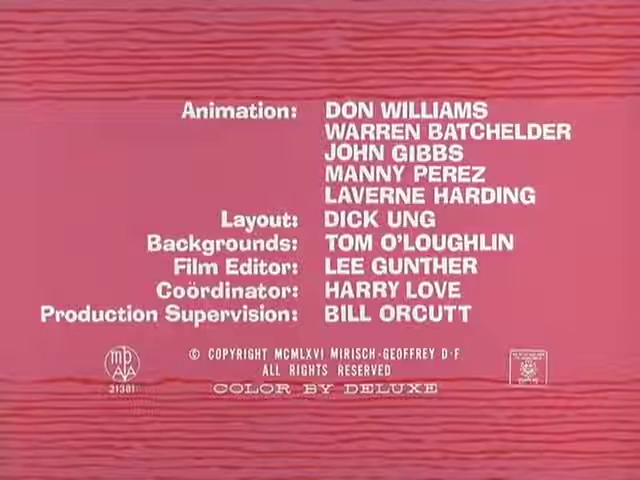 Animation: DON WILLIAMS
WARREN BATCHELDER
JOHN GIBBS
MANNY PEREZ
LAVERNE HARDING
Layout: DICK UNG
Backgrounds: TOM O'LOUGHLIN
Film Editor: LEE GUNTHER
Coördinator: HARRY LOVE
Production Supervision: BILL ORCUTT
© COPYRIGHT MCMLXVI MIRISCH-GEOFFREY D-F
ALL RIGHTS RESERVED
COLOR BY DELUXE
21381